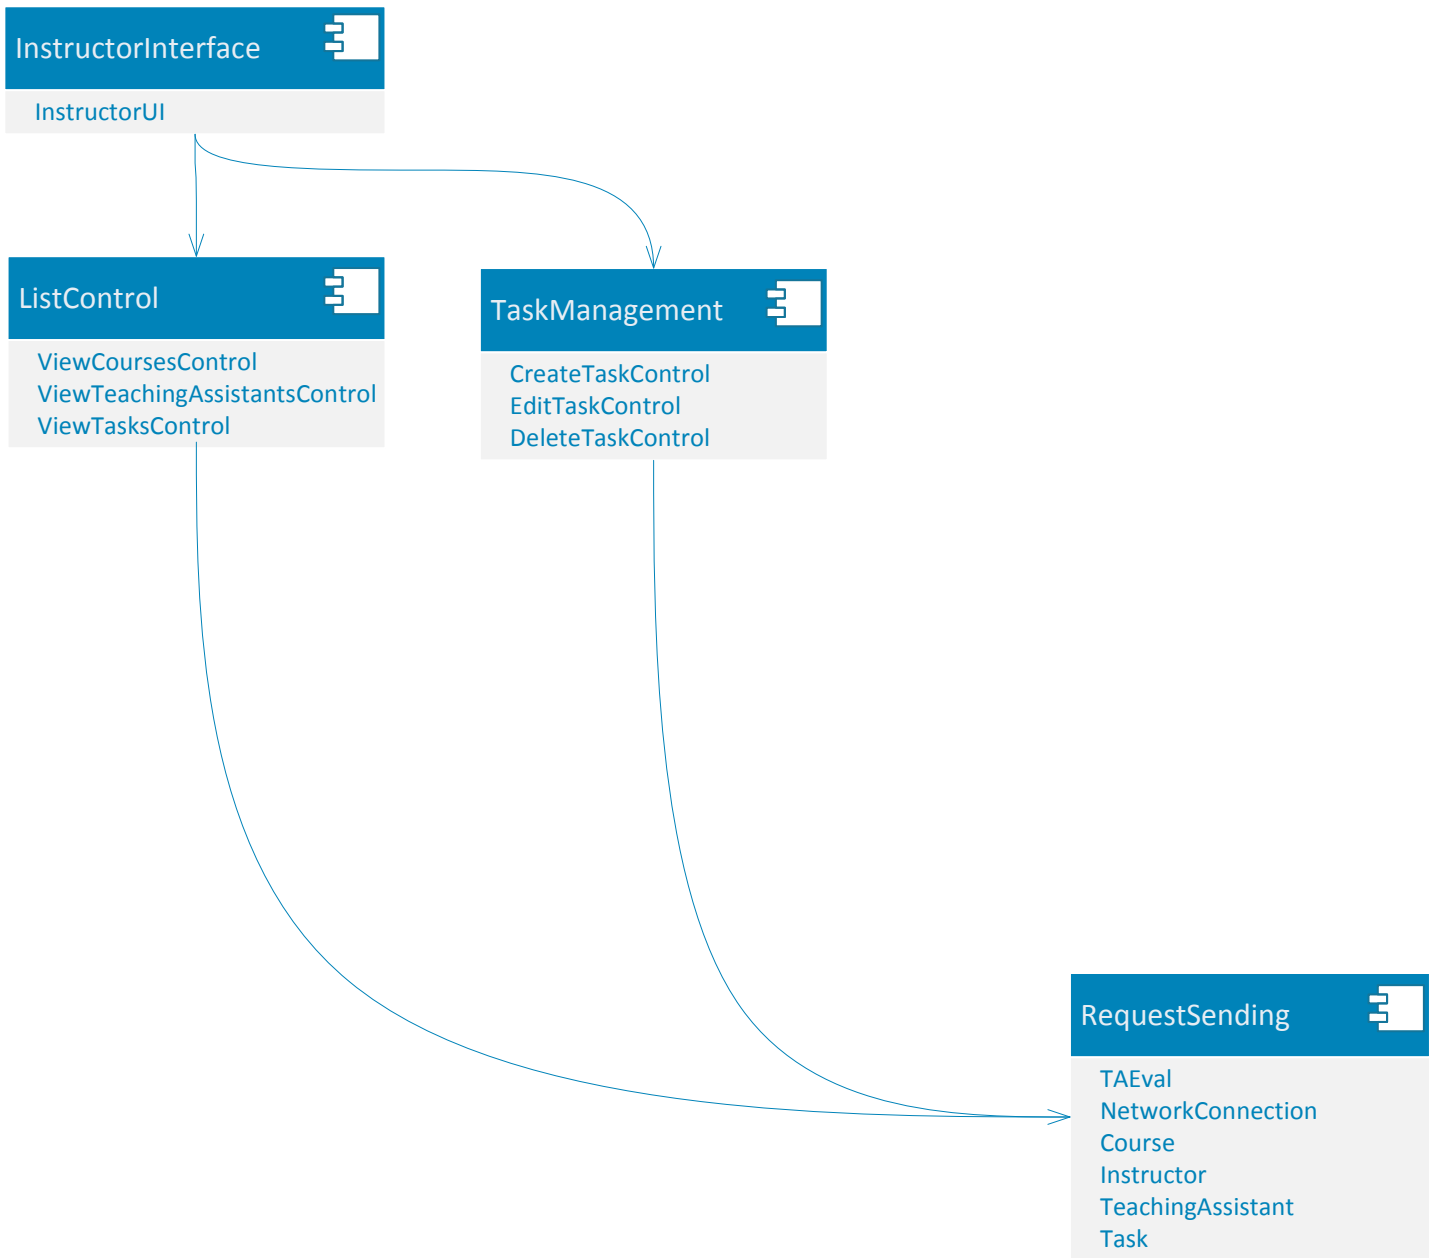 InstructorInterface
InstructorUI
ListControl
ViewCoursesControl
ViewTeachingAssistantsControl
ViewTasksControl
TaskManagement
CreateTaskControl
EditTaskControl
DeleteTaskControl
RequestSending
TAEval
NetworkConnection
Course
Instructor
TeachingAssistant
Task